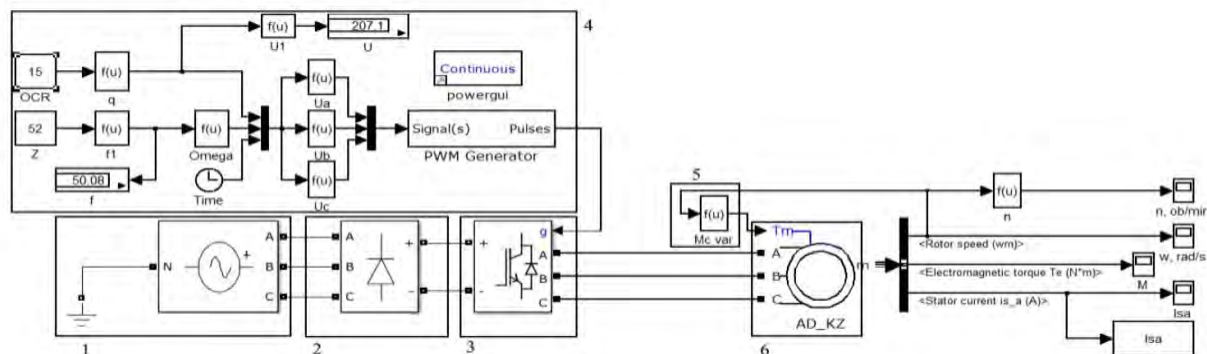 207.1
4
f(u)
U1
U
15
OCR
f(u)
q
Continuous
powergui
f(u)
Ua
52
Z
f(u)
f1
f(u)
Omega
f(u)
Ub
Signal(s) Pulses
PWM Generator
50.08
f
Time
f(u)
Uc
5
f(u)
Mc var
f(u)
n
n, ob/min
<Rotor speed (wm)>
w, rad/s
<Electromagnetic torque Te (N*m)>
M
<Stator current is_a (A)>
Isa
Isa
N
A
B
C
+
A
B
C
+
-
+
-
g
A
B
C
Tm
A
B
C
m
AD_KZ
1
2
3
6